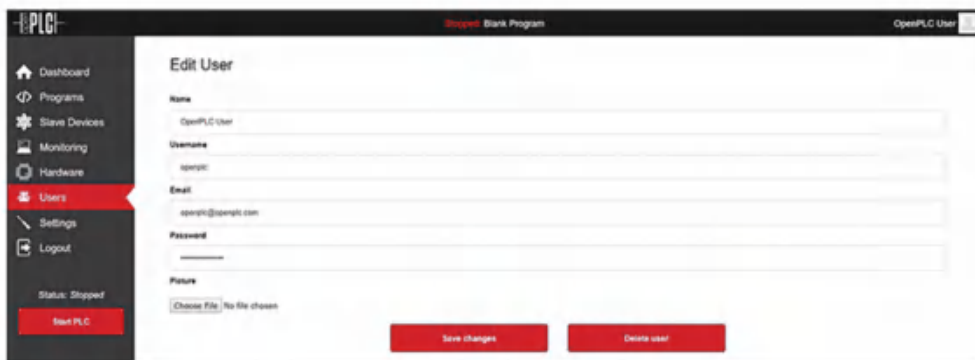 OPENPLC
Stopped: Blank Program
OpenPLC User
Dashboard
Programs
Slave Devices
Monitoring
Hardware
Users
Settings
Logout
Status: Stopped
Start PLC
Edit User
Name
OpenPLC User
Username
openplc
Email
openplc@openplc.com
Password
Picture
Choose File No file chosen
Save changes
Delete user